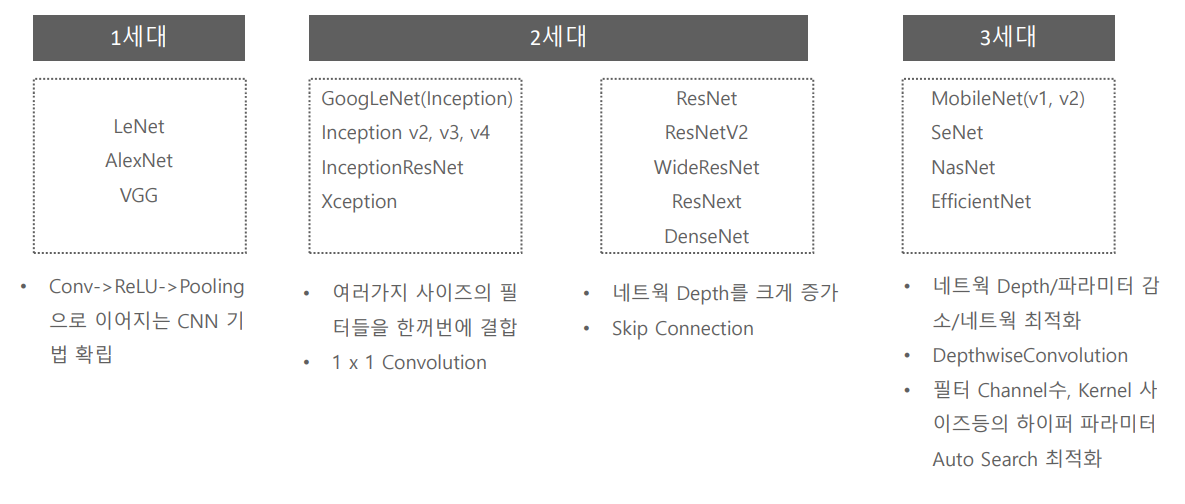 1세대
LeNet
AlexNet
VGG
• Conv->ReLU->Pooling
으로 이어지는 CNN 기
법 확립
2세대
GoogLeNet(Inception)
Inception v2, v3, v4
InceptionResNet
Xception
• 여러가지 사이즈의 필
터들을 한꺼번에 결합
• 1 x 1 Convolution
ResNet
ResNetV2
WideResNet
ResNext
DenseNet
• 네트웍 Depth를 크게 증가
• Skip Connection
3세대
MobileNet(v1, v2)
SeNet
NasNet
EfficientNet
• 네트웍 Depth/파라미터 감
소/네트웍 최적화
• DepthwiseConvolution
• 필터 Channel수, Kernel 사
이즈등의 하이퍼 파라미터
Auto Search 최적화